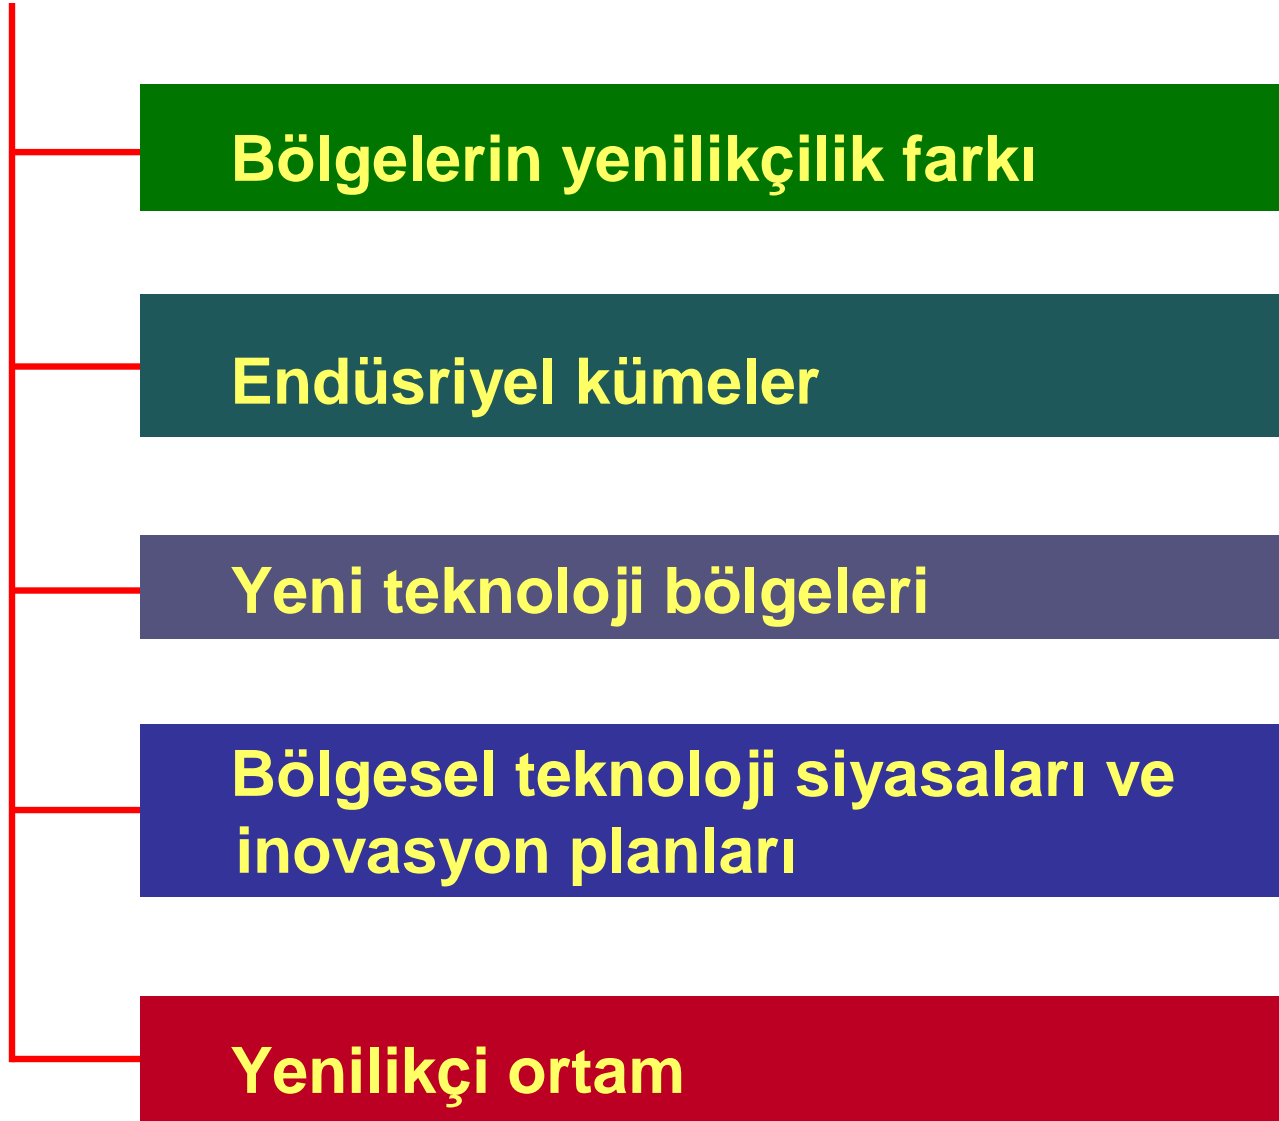 Bölgelerin yenilikçilik farkı
Endüsriyel kümeler
Yeni teknoloji bölgeleri
Bölgesel teknoloji siyasaları ve
inovasyon planları
Yenilikçi ortam